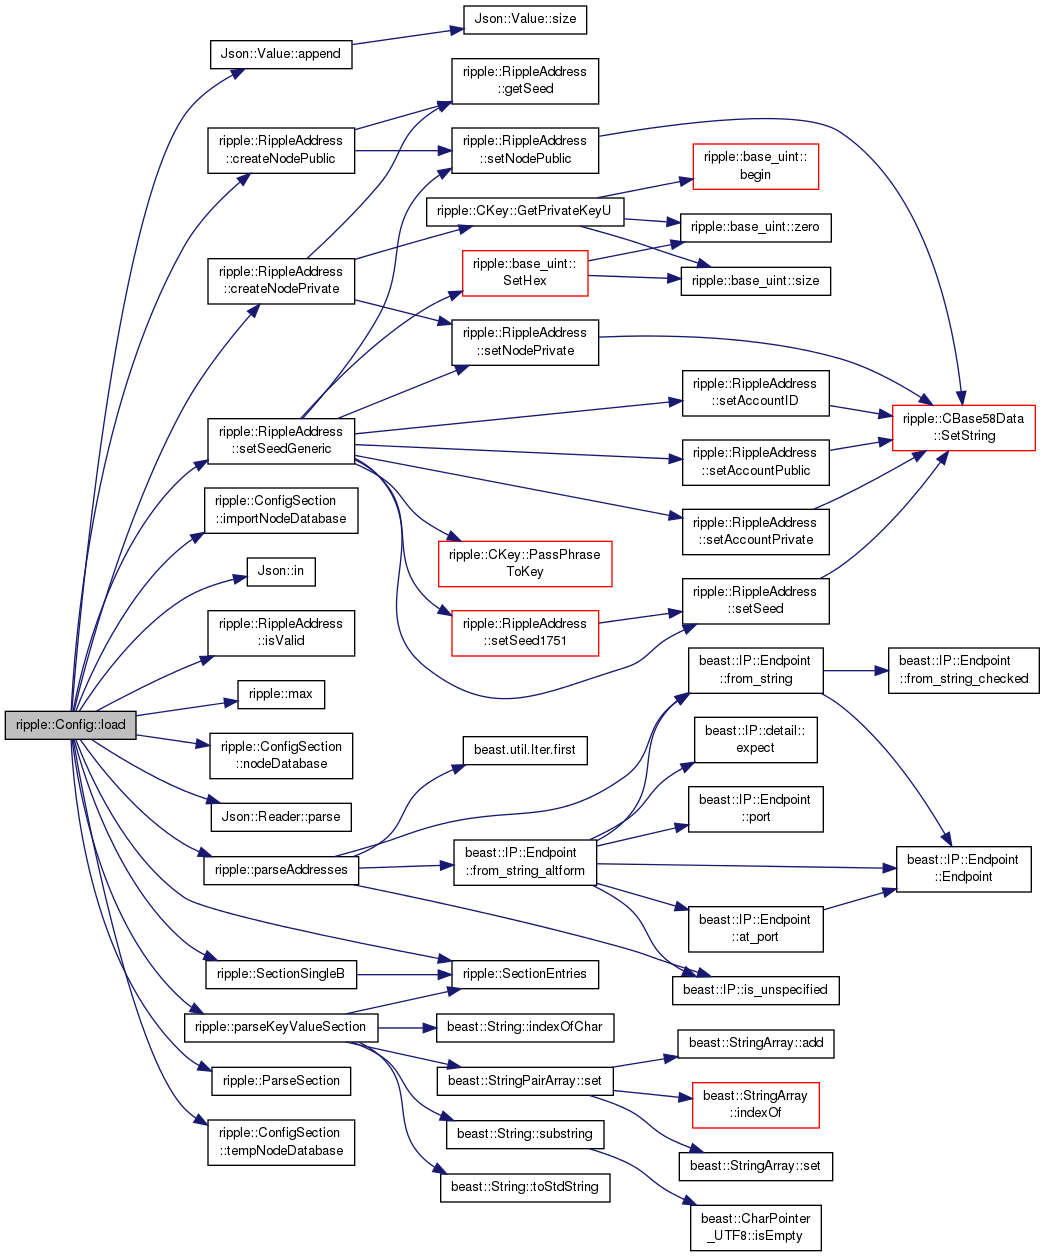 Json::Value::size
Json::Value::append
ripple::RippleAddress
::getSeed
ripple::RippleAddress
::createNodePublic
ripple::RippleAddress
::setNodePublic
ripple::base_uint::
begin
ripple::CKey::GetPrivateKeyU
ripple::base_uint::zero
ripple::RippleAddress
::createNodePrivate
ripple::base_uint::
SetHex
ripple::base_uint::size
ripple::RippleAddress
::setNodePrivate
ripple::RippleAddress
::setAccountID
ripple::CBase58Data
::SetString
ripple::RippleAddress
::setSeedGeneric
ripple::RippleAddress
::setAccountPublic
ripple::ConfigSection
::importNodeDatabase
ripple::RippleAddress
::setAccountPrivate
ripple::CKey::PassPhrase
ToKey
Json::in
ripple::RippleAddress
::setSeed
ripple::RippleAddress
::isValid
ripple::RippleAddress
::setSeed1751
beast::IP::Endpoint
::from_string
beast::IP::Endpoint
::from_string_checked
ripple::max
ripple::Config::load
ripple::ConfigSection
::nodeDatabase
beast.util.Iter.first
beast::IP::detail::
expect
Json::Reader::parse
beast::IP::Endpoint
::port
ripple::parseAddresses
beast::IP::Endpoint
::from_string_altform
beast::IP::Endpoint
::Endpoint
beast::IP::Endpoint
::at_port
ripple::SectionSingleB
ripple::SectionEntries
beast::IP::is_unspecified
ripple::parseKeyValueSection
beast::String::indexOfChar
beast::StringArray::add
ripple::ParseSection
beast::StringPairArray::set
beast::StringArray
::indexOf
ripple::ConfigSection
::tempNodeDatabase
beast::String::substring
beast::StringArray::set
beast::String::toStdString
beast::CharPointer
_UTF8::isEmpty